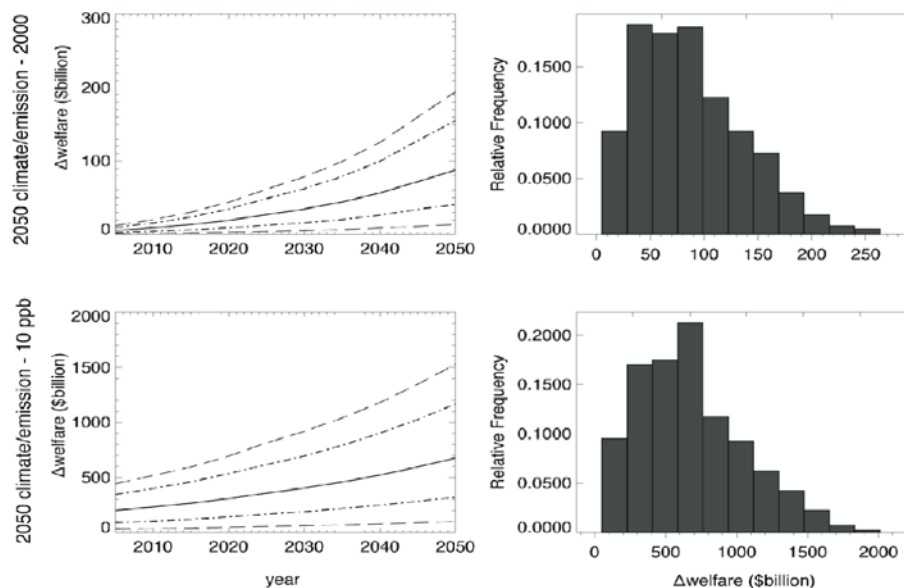 2050 climate/emission - 2000
Δwelfare ($billion)
300
200
100
0
2010 2020 2030 2040 2050
Relative Frequency
0.1500
0.1000
0.0500
0.0000
0 50 100 150 200 250
2050 climate/emission - 10 ppb
Δwelfare ($billion)
2000
1500
1000
500
0
2010 2020 2030 2040 2050
year
Relative Frequency
0.2000
0.1500
0.1000
0.0500
0.0000
0 500 1000 1500 2000
Δwelfare ($billion)